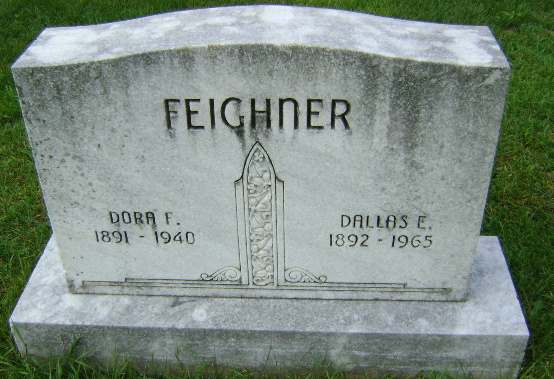 FEIGHNER
DORA F.
1891 - 1940
DALLAS E.
1892 - 1965